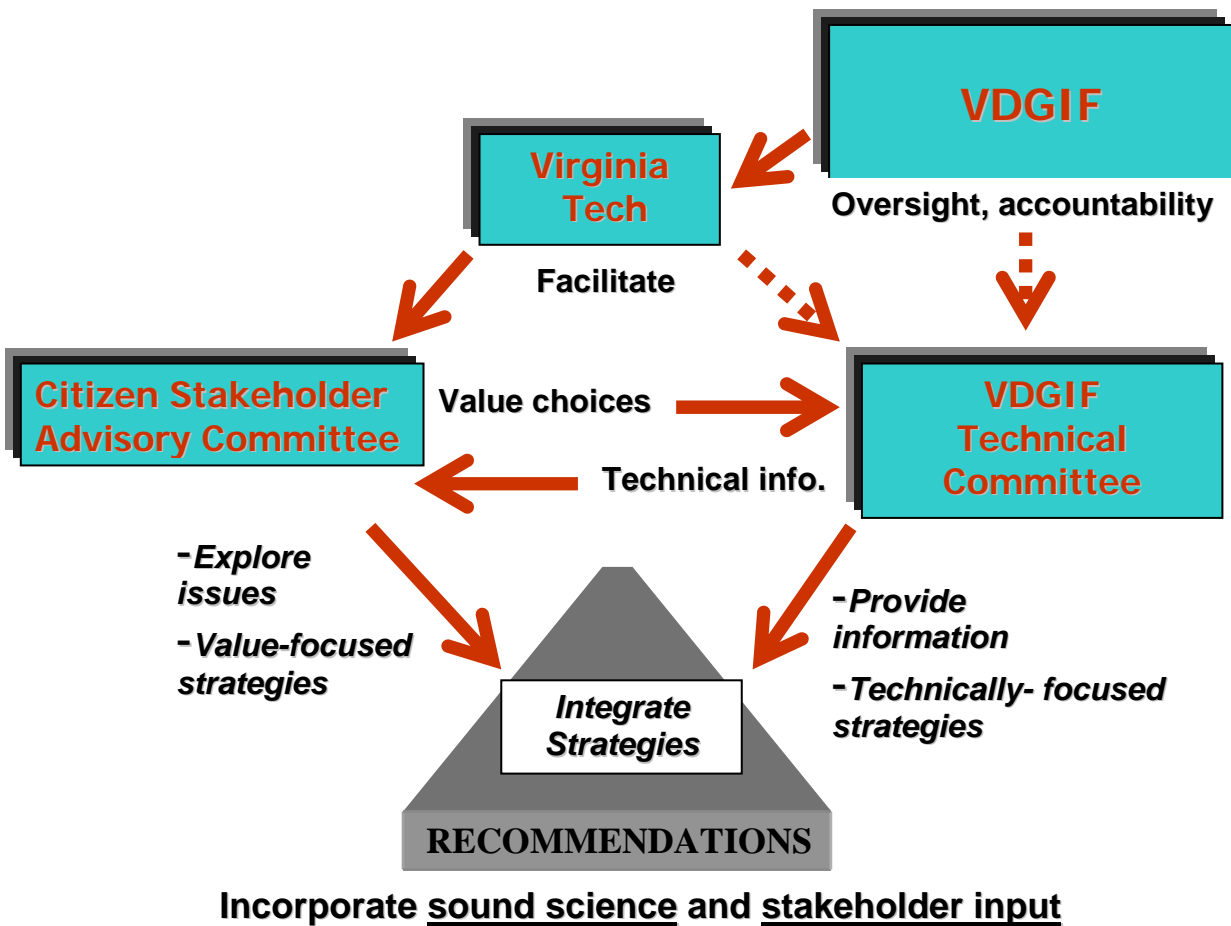 VDGIF
Virginia
Tech
Oversight, accountability
Facilitate
Citizen Stakeholder
Advisory Committee
Value choices
VDGIF
Technical
Committee
Technical info.
-Explore
issues
-Value-focused
strategies
-Provide
information
-Technically- focused
strategies
Integrate
Strategies
RECOMMENDATIONS
Incorporate sound science and stakeholder input